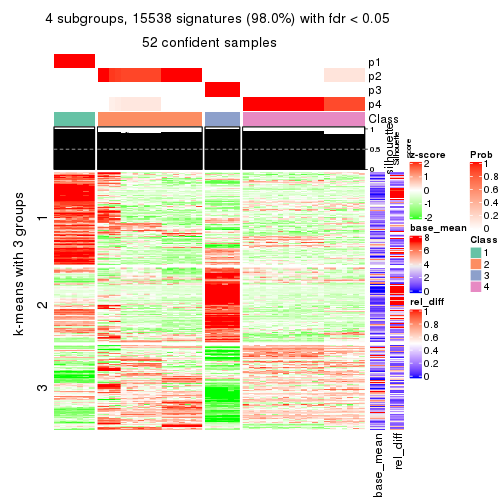 4 subgroups, 15538 signatures (98.0%) with fdr < 0.05
52 confident samples
p1
p2
p3
p4
Class
silhouette
1
0.5
0
Silhouette
score
z-score
2
1
0
-1
-2
Prob
1
0.8
0.6
0.4
0.2
0
base_mean
8
6
4
2
0
Class
1
2
3
4
rel_diff
1
0.8
0.6
0.4
0.2
0
k-means with 3 groups
1
2
3
base_mean
rel_diff